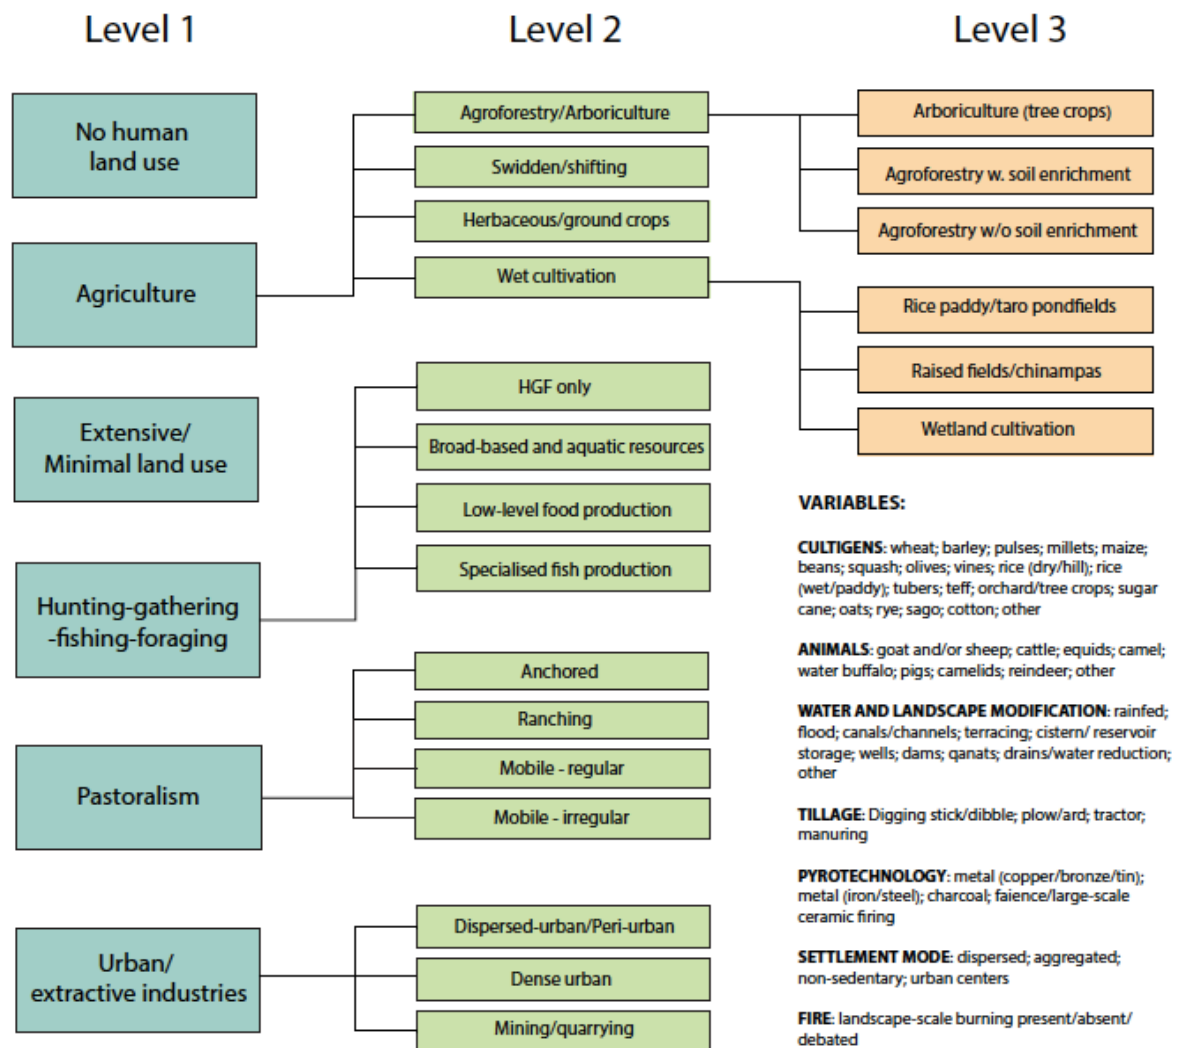 Level 1
Level 2
Level 3
No human
land use
Agriculture
Extensive/
Minimal land use
Hunting-gathering
-fishing-foraging
Pastoralism
Urban/
extractive industries
Agroforestry/Arboriculture
Swidden/shifting
Herbaceous/ground crops
Wet cultivation
HGF only
Broad-based and aquatic resources
Low-level food production
Specialised fish production
Anchored
Ranching
Mobile - regular
Mobile - irregular
Dispersed-urban/Peri-urban
Dense urban
Mining/quarrying
Arboriculture (tree crops)
Agroforestry w. soil enrichment
Agroforestry w/o soil enrichment
Rice paddy/taro pondfields
Raised fields/chinampas
Wetland cultivation
VARIABLES:
CULTIGENS: wheat; barley; pulses; millets; maize;
beans; squash; olives; vines; rice (dry/hill); rice
(wet/paddy); tubers; teff; orchard/tree crops; sugar
cane; oats; rye; sago; cotton; other
ANIMALS: goat and/or sheep; cattle; equids; camel;
water buffalo; pigs; camelids; reindeer; other
WATER AND LANDSCAPE MODIFICATION: rainfed;
flood; canals/channels; terracing; cistern/ reservoir
storage; wells; dams; qanats; drains/water reduction;
other
TILLAGE: Digging stick/dibble; plow/ard; tractor;
manuring
PYROTECHNOLOGY: metal (copper/bronze/tin);
metal (iron/steel); charcoal; faience/large-scale
ceramic firing
SETTLEMENT MODE: dispersed; aggregated;
non-sedentary; urban centers
FIRE: landscape-scale burning present/absent/
debated